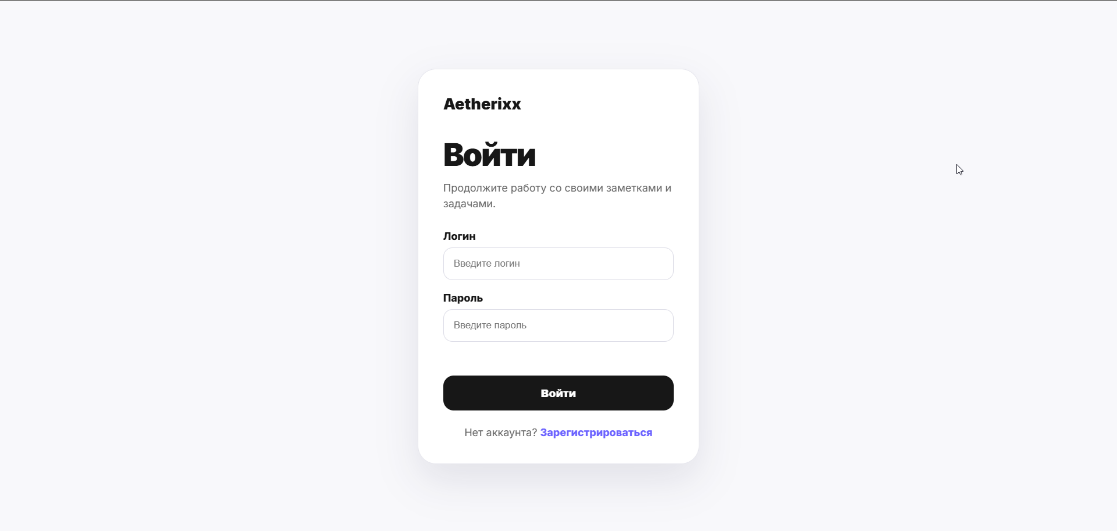 Aetherixx
Войти
Продолжите работу со своими заметками и
задачами.
Логин
Введите логин
Пароль
Введите пароль
Войти
Нет аккаунта? Зарегистрироваться